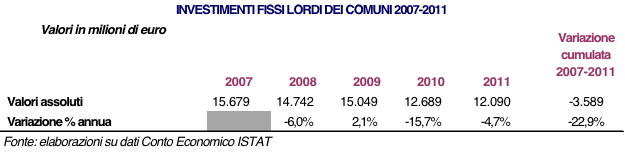 INVESTIMENTI FISSI LORDI DEI COMUNI 2007-2011
Valori in milioni di euro
Variazione
cumulata
2007-2011
2007 2008 2009 2010 2011
Valori assoluti 15.679 14.742 15.049 12.689 12.090 -3.589
Variazione % annua -6,0% 2,1% -15,7% -4,7% -22,9%
Fonte: elaborazioni su dati Conto Economico ISTAT